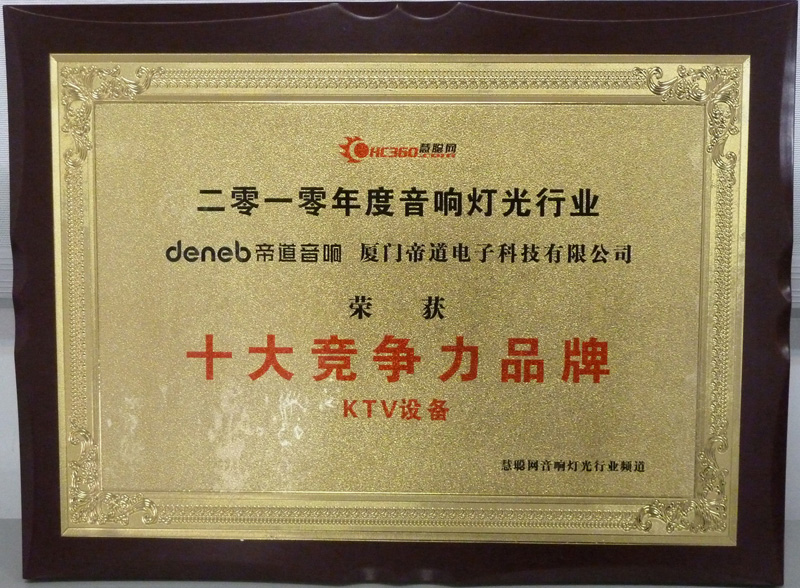 HC360慧聪网
.com
二零一零年度音响灯光行业
deneb帝道音响 厦门帝道电子科技有限公司
荣 获
十大竞争力品牌
KTV设备
慧聪网音响灯光行业频道